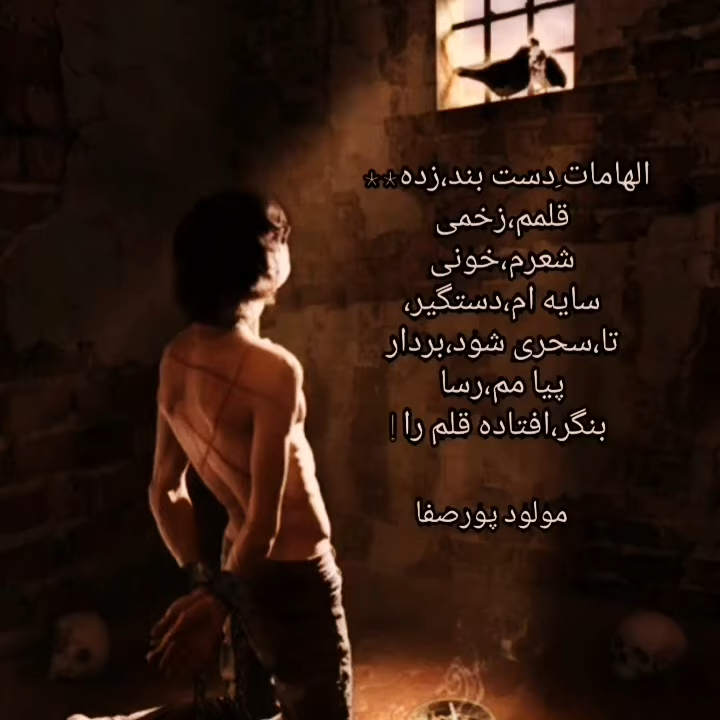 الهاماتِ دست بند،زده**
قلمم،زخمی
شعرم،خونی
سایه ام،دستگیر،
تا،سحری شود،بردار
پیا مم،رسا
بنگر،افتاده قلم را !
مولود پورصفا